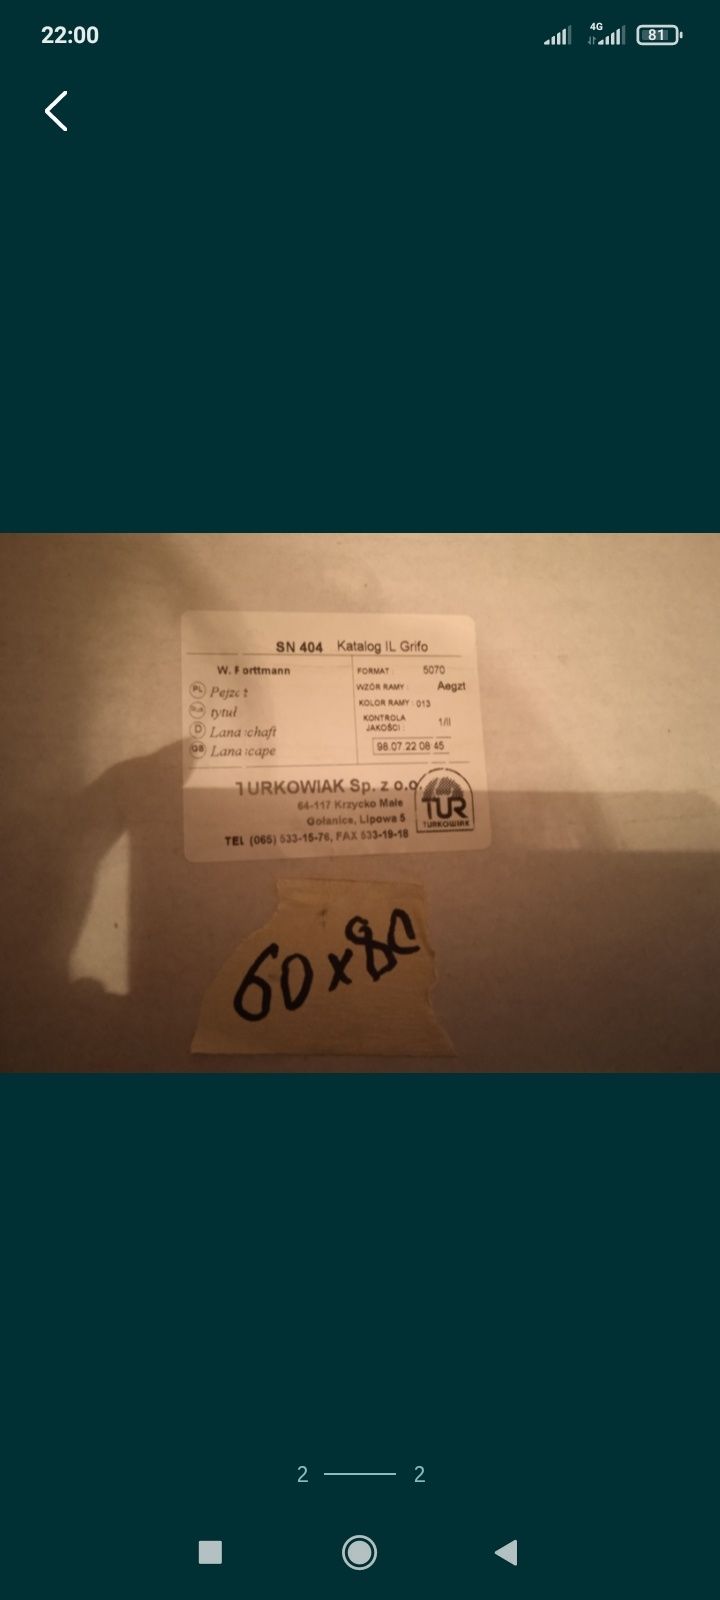 22:00
4G
81
SN 404 Katalog IL Grifo
W. Forttmann
FORMAT : 5070
PL
WZÓR RAMY : Aegzt
KOLOR RAMY : 013
tytuł
KONTROLA
JAKOŚCI : 1/II
D Landschaft
GB Landscape
98.07.22 08:45
TURKOWIAK Sp. z o.o.
64-117 Krzycko Małe
Gołanice, Lipowa 5
TEL (065) 533-15-76, FAX 533-19-18
TUR
TURKOWIAK
60x80
2 2